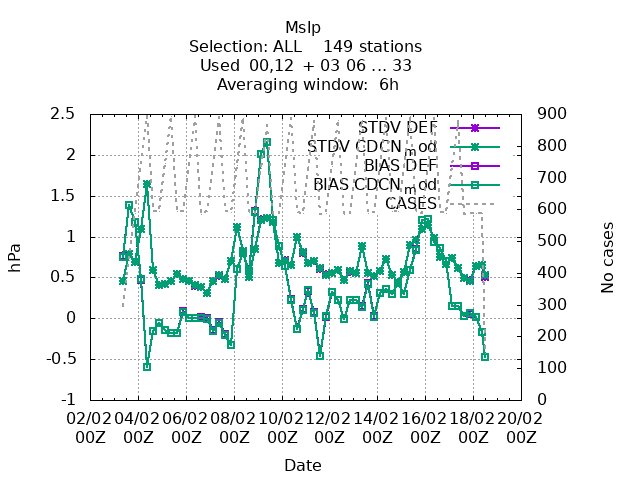 Mslp
Selection: ALL 149 stations
Used 00,12 + 03 06 ... 33
Averaging window: 6h
2.5
2
1.5
1
0.5
0
-0.5
-1
hPa
900
800
700
600
500
400
300
200
100
0
No cases
STDV DEF
STDV CDCN_mod
BIAS DEF
BIAS CDCN_mod
CASES
02/02 04/02 06/02 08/02 10/02 12/02 14/02 16/02 18/02 20/02
00Z 00Z 00Z 00Z 00Z 00Z 00Z 00Z 00Z 00Z
Date